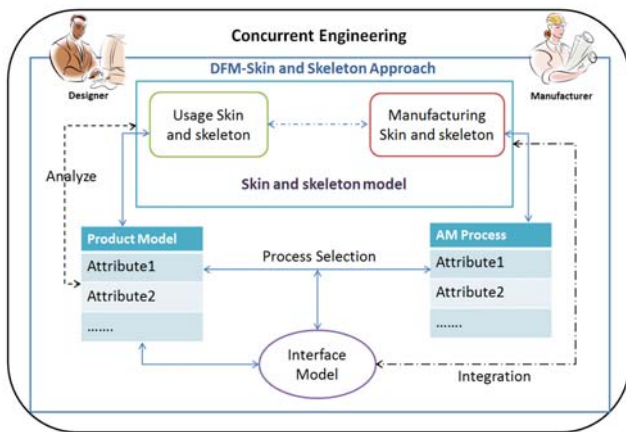 Concurrent Engineering
DFM-Skin and Skeleton Approach
Designer
Manufacturer
Usage Skin
and skeleton
Manufacturing
Skin and skeleton
Analyze
Skin and skeleton model
Product Model
Attribute1
Attribute2
.......
Process Selection
AM Process
Attribute1
Attribute2
.......
Interface
Model
Integration